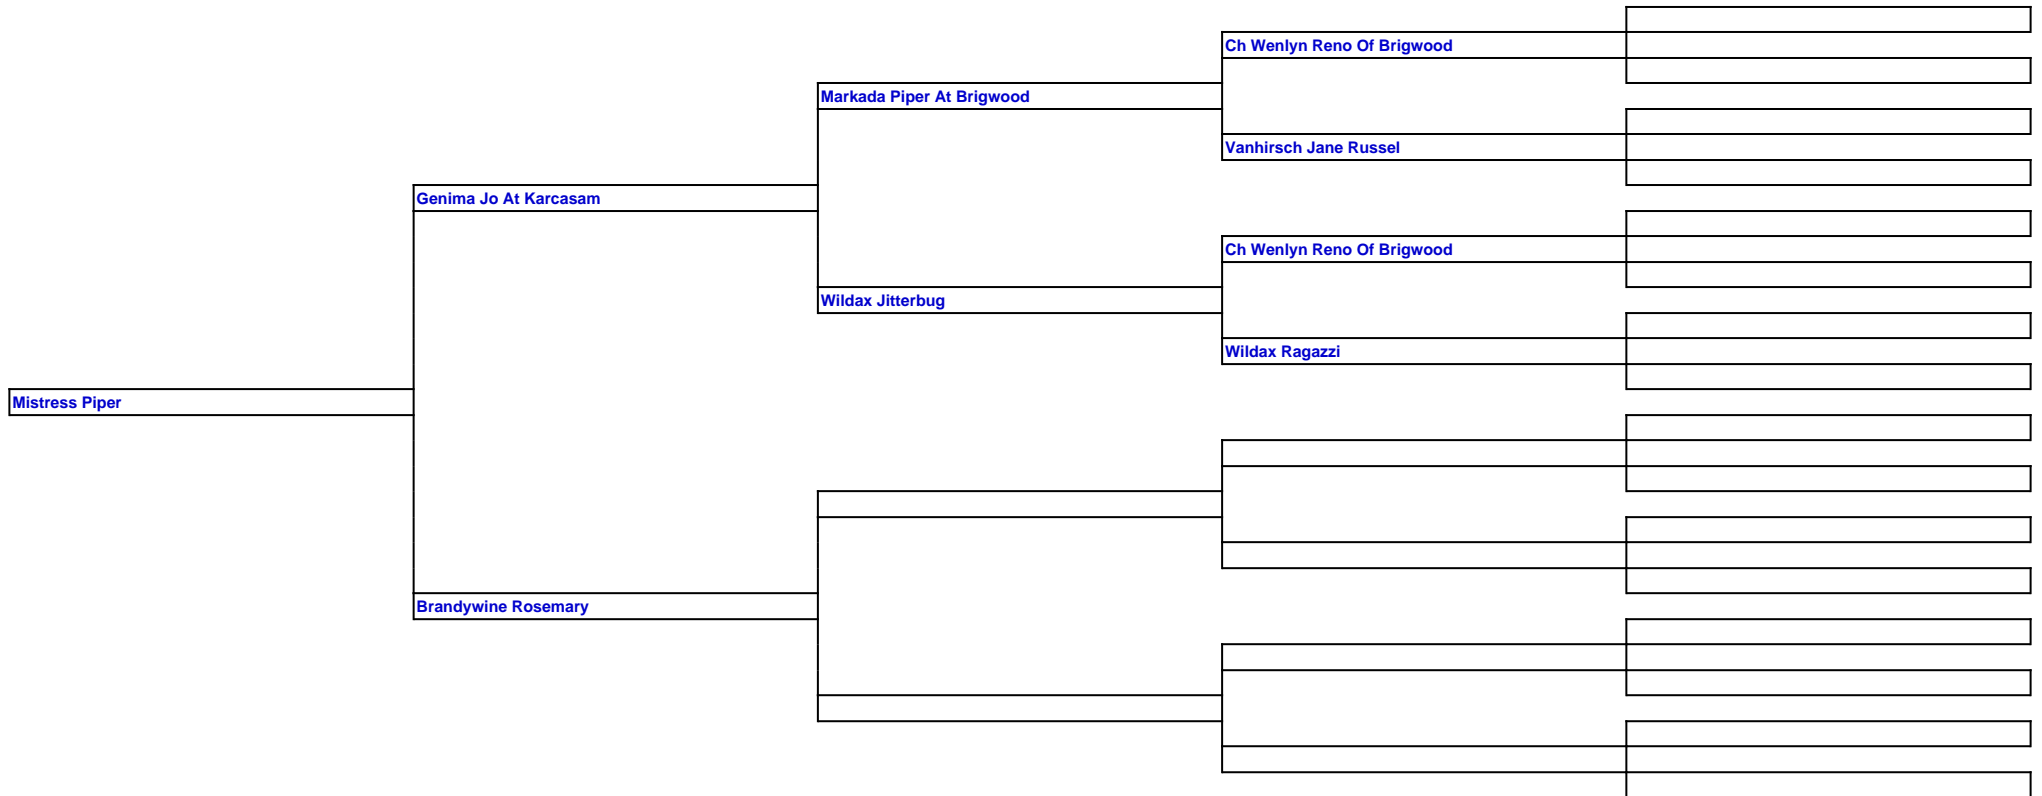 Ch Wenlyn Reno Of Brigwood
Markada Piper At Brigwood
Vanhirsch Jane Russel
Genima Jo At Karcasam
Ch Wenlyn Reno Of Brigwood
Wildax Jitterbug
Wildax Ragazzi
Mistress Piper
Brandywine Rosemary